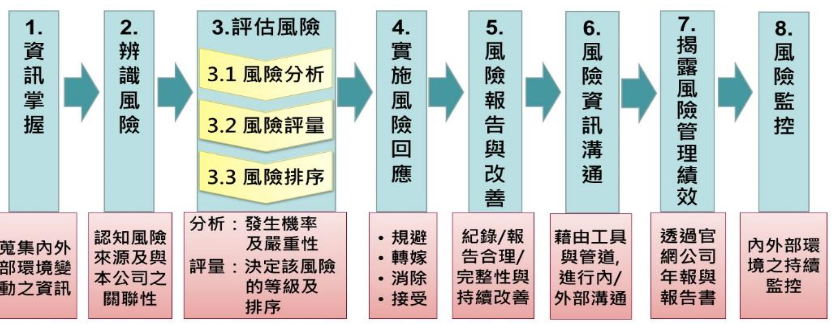 1.
資訊掌握
2.
辨識風險
3.評估風險
3.1 風險分析
3.2 風險評量
3.3 風險排序
4.
實施風險回應
5.
風險報告與改善
6.
風險資訊溝通
7.
揭露風險管理績效
8.
風險監控
蒐集內外
部環境變
動之資訊
認知風險
來源及與
本公司之
關聯性
分析：發生機率
及嚴重性
評量：決定該風險
的等級及
排序
• 規避
• 轉嫁
• 消除
• 接受
紀錄/報
告合理/
完整性與
持續改善
藉由工具
與管道,
進行內/
外部溝通
透過官
網公司
年報與
報告書
內外部環
境之持續
監控